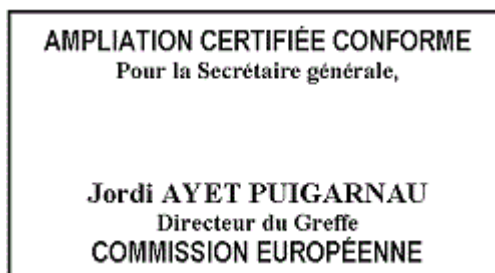 AMPLIATION CERTIFIÉE CONFORME
Pour la Secrétaire générale,
Jordi AYET PUIGARNAU
Directeur du Greffe
COMMISSION EUROPÉENNE